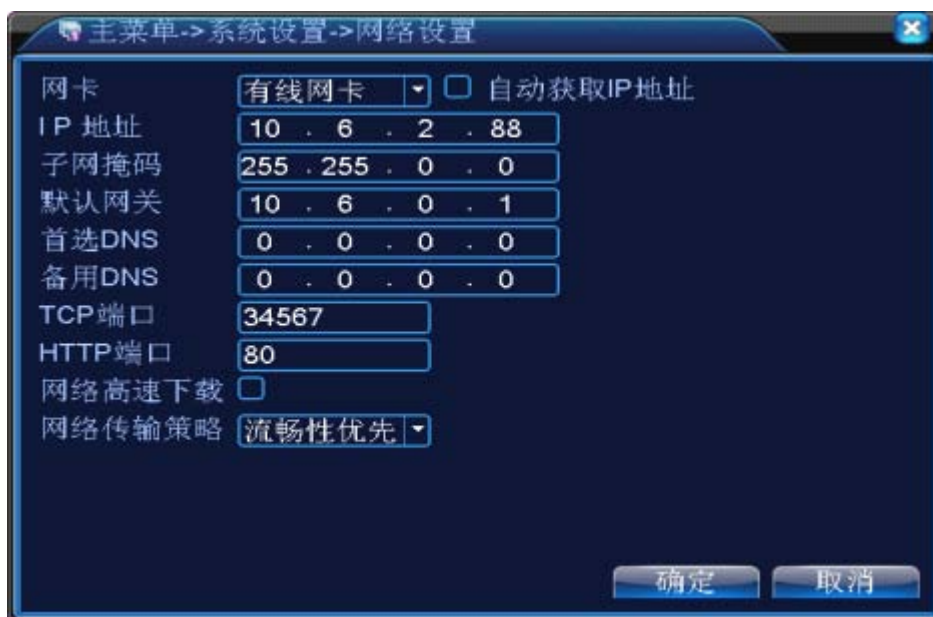 主菜单->系统设置->网络设置
网卡 有线网卡 自动获取IP地址
IP 地址 10 . 6 . 2 . 88
子网掩码 255 . 255 . 0 . 0
默认网关 10 . 6 . 0 . 1
首选DNS 0 . 0 . 0 . 0
备用DNS 0 . 0 . 0 . 0
TCP端口 34567
HTTP端口 80
网络高速下载
网络传输策略 流畅性优先
确定 取消